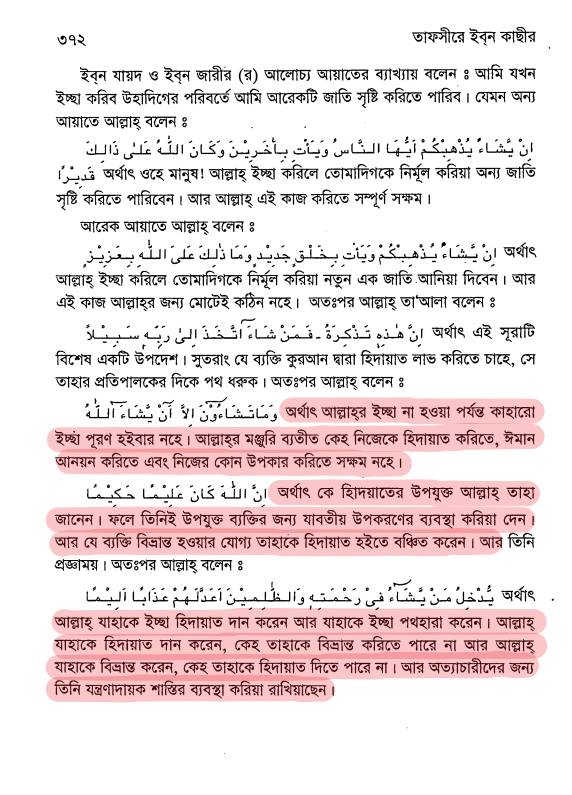 ৩৭২ তাফসীরে ইব্‌ন কাছীর
ইব্‌ন যায়দ ও ইব্‌ন জারীর (র) আলোচ্য আয়াতের ব্যাখ্যায় বলেন ঃ আমি যখন
ইচ্ছা করিব উহাদিগের পরিবর্তে আমি আরেকটি জাতি সৃষ্টি করিতে পারিব। যেমন অন্য
আয়াতে আল্লাহ্ বলেন ঃ
اِنْ يَّشَاْءُ يُذْهِبْكُمْ اَيُّهَا النَّاسُ وَيَأْتِ بِأٰخَرِيْنَ وَكَانَ اللّٰهُ عَلٰى ذَالِكَ
قَدِيْرًا অর্থাৎ ওহে মানুষ! আল্লাহ্ ইচ্ছা করিলে তোমাদিগকে নির্মূল করিয়া অন্য জাতি
সৃষ্টি করিতে পারিবেন। আর আল্লাহ্ এই কাজ করিতে সম্পূর্ণ সক্ষম।
আরেক আয়াতে আল্লাহ্ বলেন ঃ
اِنْ يَّشَاْءُ يُذْهِبْكُمْ وَيَأْتِ بِخَلْقٍ جَدِيْدٍ وَمَا ذٰلِكَ عَلَى اللّٰهِ بِعَزِيْزٍ অর্থাৎ
আল্লাহ্ ইচ্ছা করিলে তোমাদিগকে নির্মূল করিয়া নতুন এক জাতি আনিয়া দিবেন। আর
এই কাজ আল্লাহ্‌র জন্য মোটেই কঠিন নহে। অতঃপর আল্লাহ্ তা‘আলা বলেন ঃ
اِنَّ هٰذِهٖ تَذْكِرَةٌ ـ فَمَنْ شَاءَ اتَّخَذَ اِلٰى رَبِّهٖ سَبِيْلاً অর্থাৎ এই সূরাটি
বিশেষ একটি উপদেশ। সুতরাং যে ব্যক্তি কুরআন দ্বারা হিদায়াত লাভ করিতে চাহে, সে
তাহার প্রতিপালকের দিকে পথ ধরুক। অতঃপর আল্লাহ্ বলেন ঃ
وَمَا تَشَاءُوْنَ اِلاَّ اَنْ يَّشَاءَ اللّٰهُ অর্থাৎ আল্লাহ্‌র ইচ্ছা না হওয়া পর্যন্ত কাহারো
ইচ্ছা পূরণ হইবার নহে। আল্লাহ্‌র মঞ্জুরি ব্যতীত কেহ নিজেকে হিদায়াত করিতে, ঈমান
আনয়ন করিতে এবং নিজের কোন উপকার করিতে সক্ষম নহে।
اِنَّ اللّٰهَ كَانَ عَلِيْمًا حَكِيْمًا অর্থাৎ কে হিাদয়াতের উপযুক্ত আল্লাহ্ তাহা
জানেন। ফলে তিনিই উপযুক্ত ব্যক্তির জন্য যাবতীয় উপকরণের ব্যবস্থা করিয়া দেন।
আর যে ব্যক্তি বিভ্রান্ত হওয়ার যোগ্য তাহাকে হিদায়াত হইতে বঞ্চিত করেন। আর তিনি
প্রজ্ঞাময়। অতঃপর আল্লাহ্ বলেন ঃ
يُّدْخِلُ مَنْ يَّشَاءُ فِىْ رَحْمَتِهٖ وَالظّٰلِمِيْنَ اَعَدَّ لَهُمْ عَذَابًا اَلِيْمًا অর্থাৎ
আল্লাহ্ যাহাকে ইচ্ছা হিদায়াত দান করেন আর যাহাকে ইচ্ছা পথহারা করেন। আল্লাহ্
যাহাকে হিদায়াত দান করেন, কেহ তাহাকে বিভ্রান্ত করিতে পারে না আর আল্লাহ্
যাহাকে বিভ্রান্ত করেন, কেহ তাহাকে হিদায়াত দিতে পারে না। আর অত্যাচারীদের জন্য
তিনি যন্ত্রণাদায়ক শাস্তির ব্যবস্থা করিয়া রাখিয়াছেন।